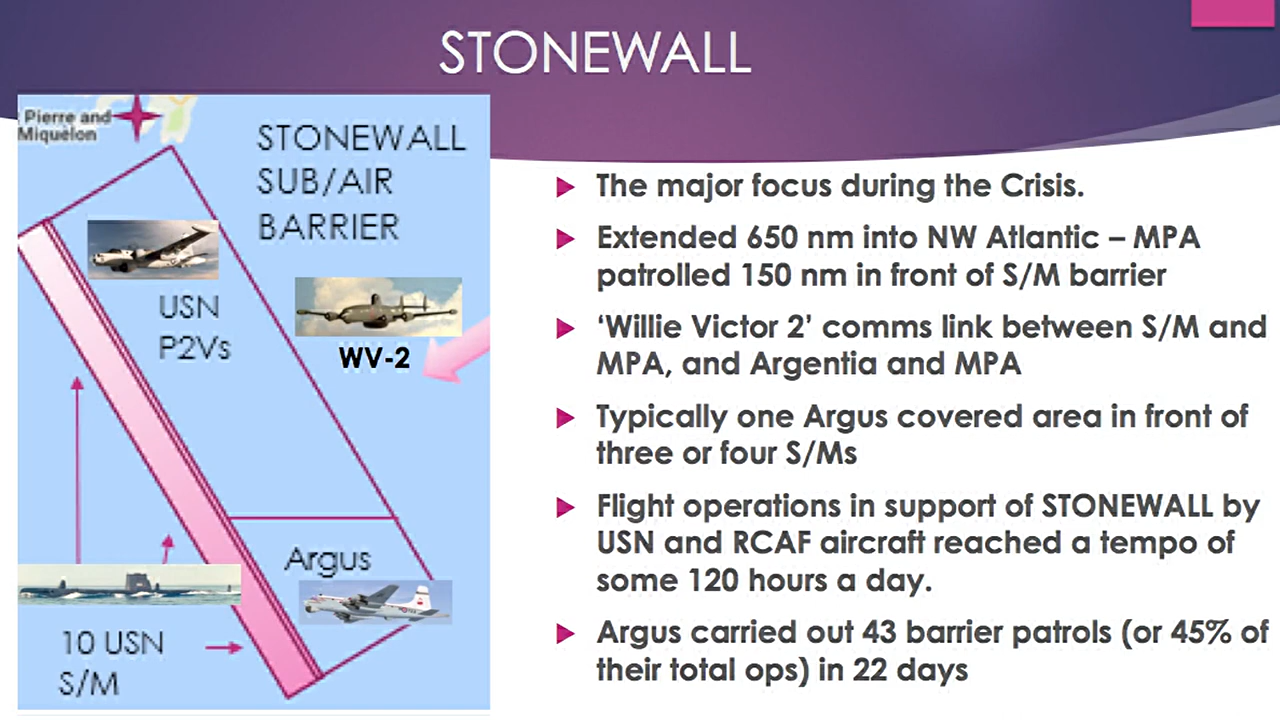 STONEWALL
Pierre and
Miquelon
STONEWALL
SUB/AIR
BARRIER
USN
P2Vs
WV-2
Argus
10 USN
S/M
The major focus during the Crisis.
Extended 650 nm into NW Atlantic – MPA
patrolled 150 nm in front of S/M barrier
‘Willie Victor 2’ comms link between S/M and
MPA, and Argentia and MPA
Typically one Argus covered area in front of
three or four S/Ms
Flight operations in support of STONEWALL by
USN and RCAF aircraft reached a tempo of
some 120 hours a day.
Argus carried out 43 barrier patrols (or 45% of
their total ops) in 22 days